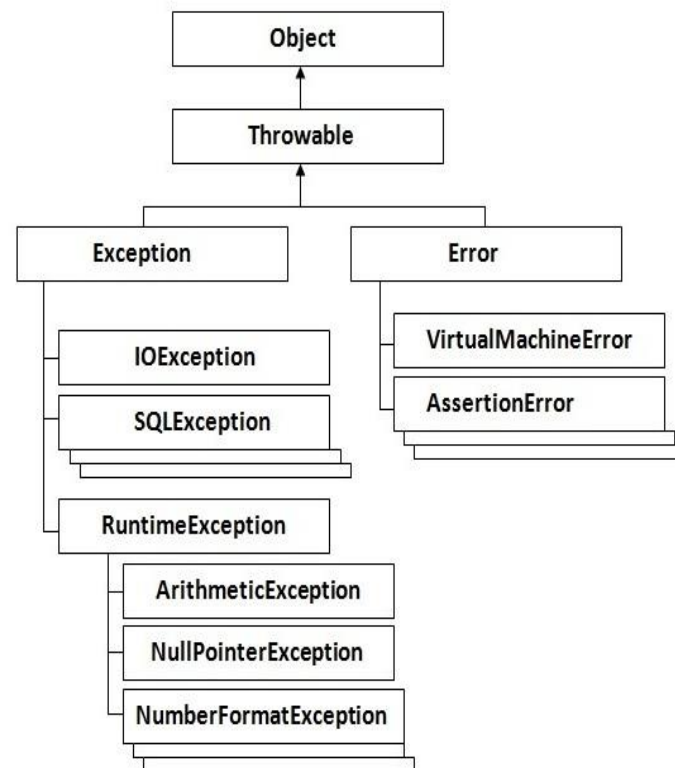 Object
Throwable
Exception
Error
IOException
SQLException
RuntimeException
ArithmeticException
NullPointerException
NumberFormatException
VirtualMachineError
AssertionError